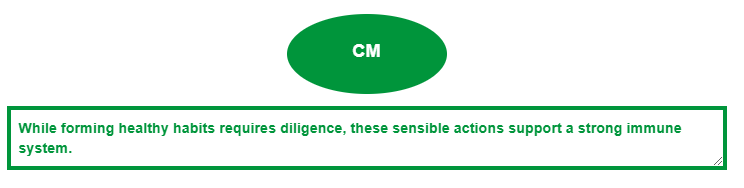 CM
While forming healthy habits requires diligence, these sensible actions support a strong immune
system.